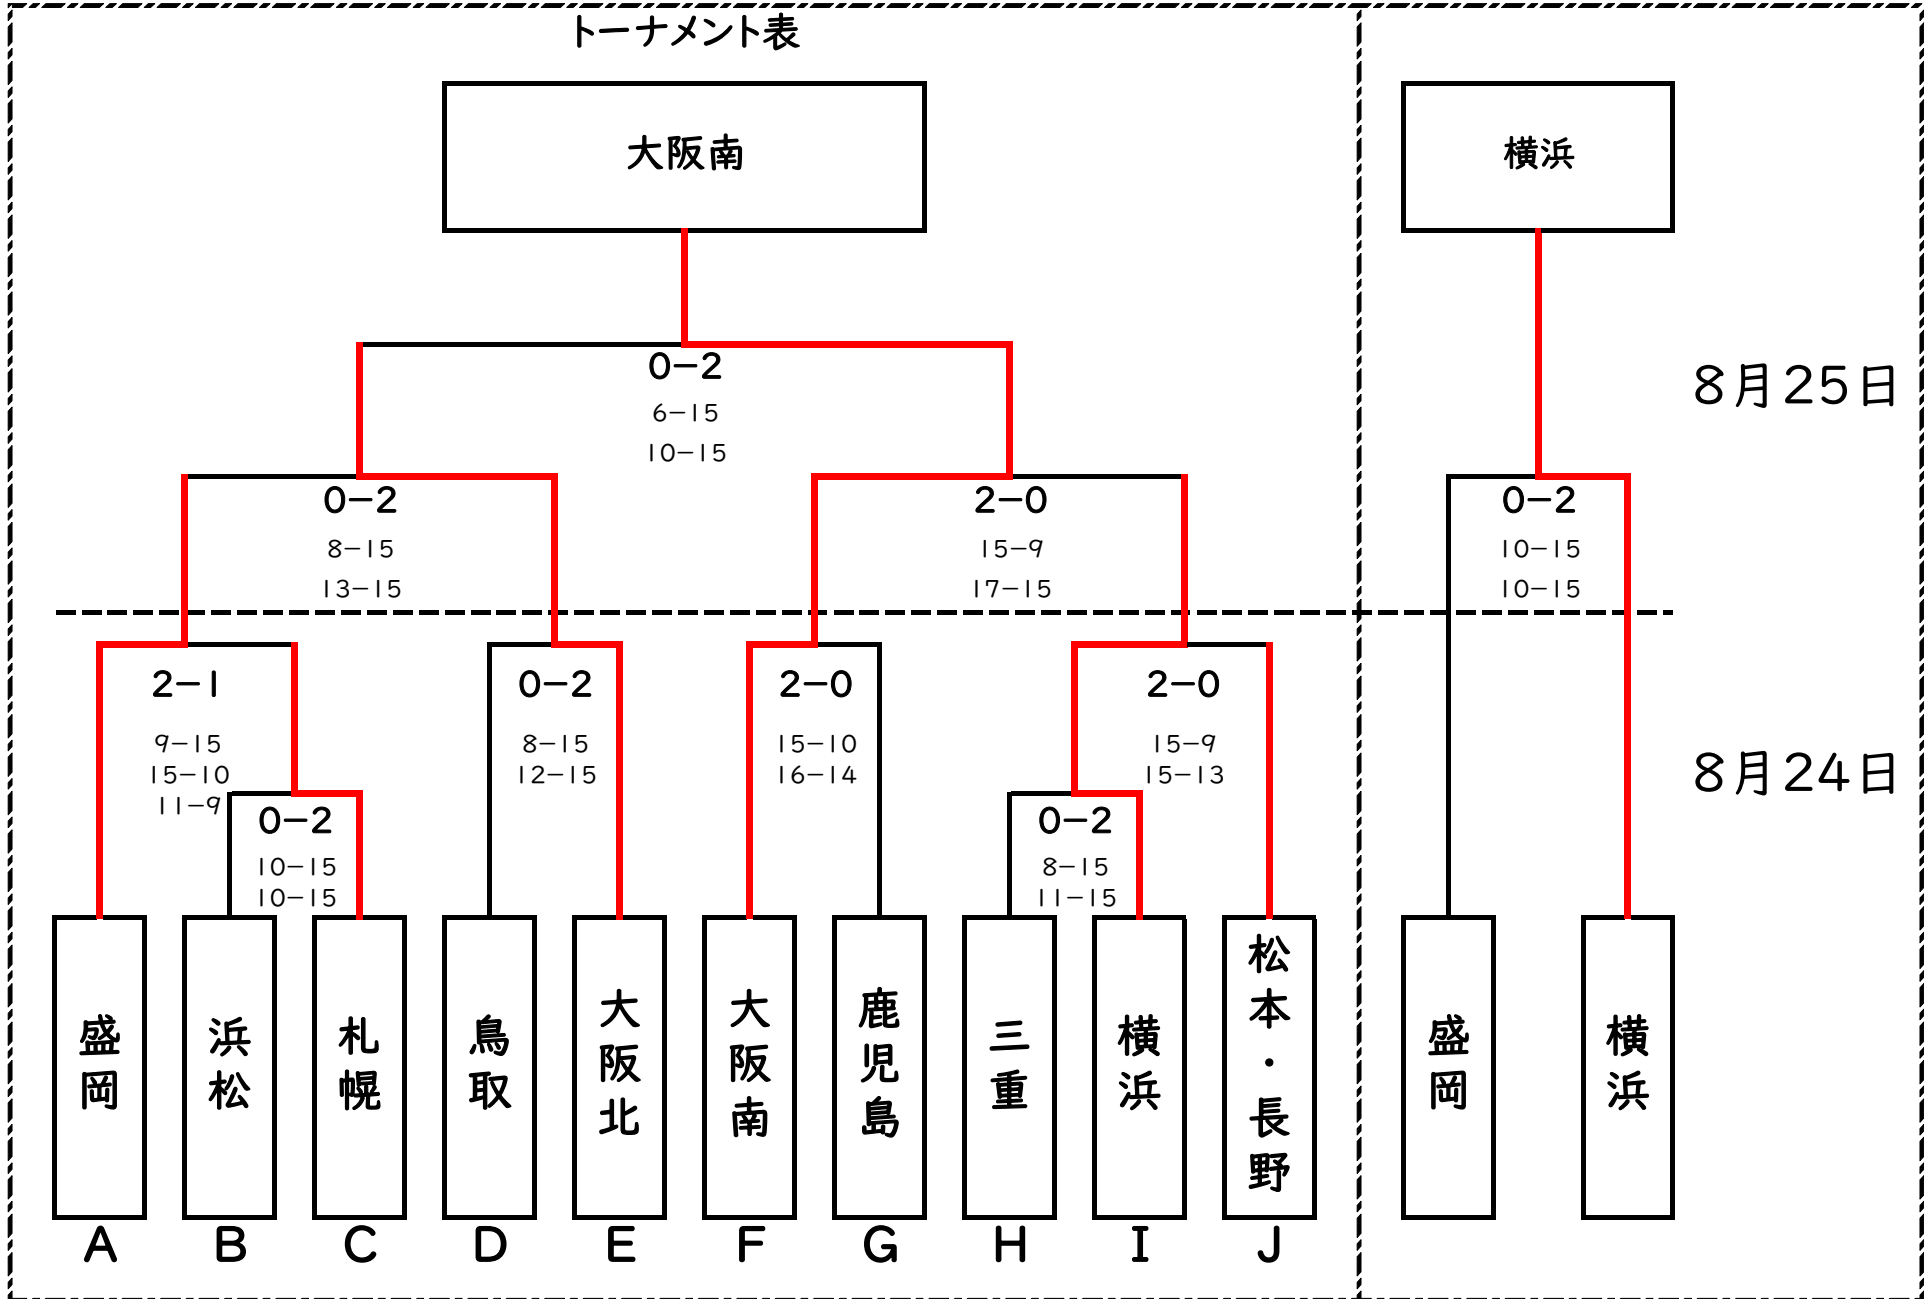 トーナメント表
大阪南
横浜
0-2
6-15
10-15
8月25日
0-2
8-15
13-15
2-0
15-9
17-15
0-2
10-15
10-15
2-1
9-15
15-10
11-9
0-2
8-15
12-15
2-0
15-10
16-14
2-0
15-9
15-13
8月24日
0-2
10-15
10-15
0-2
8-15
11-15
盛岡
浜松
札幌
鳥取
大阪北
大阪南
鹿児島
三重
横浜
松本・長野
盛岡
横浜
A B C D E F G H I J